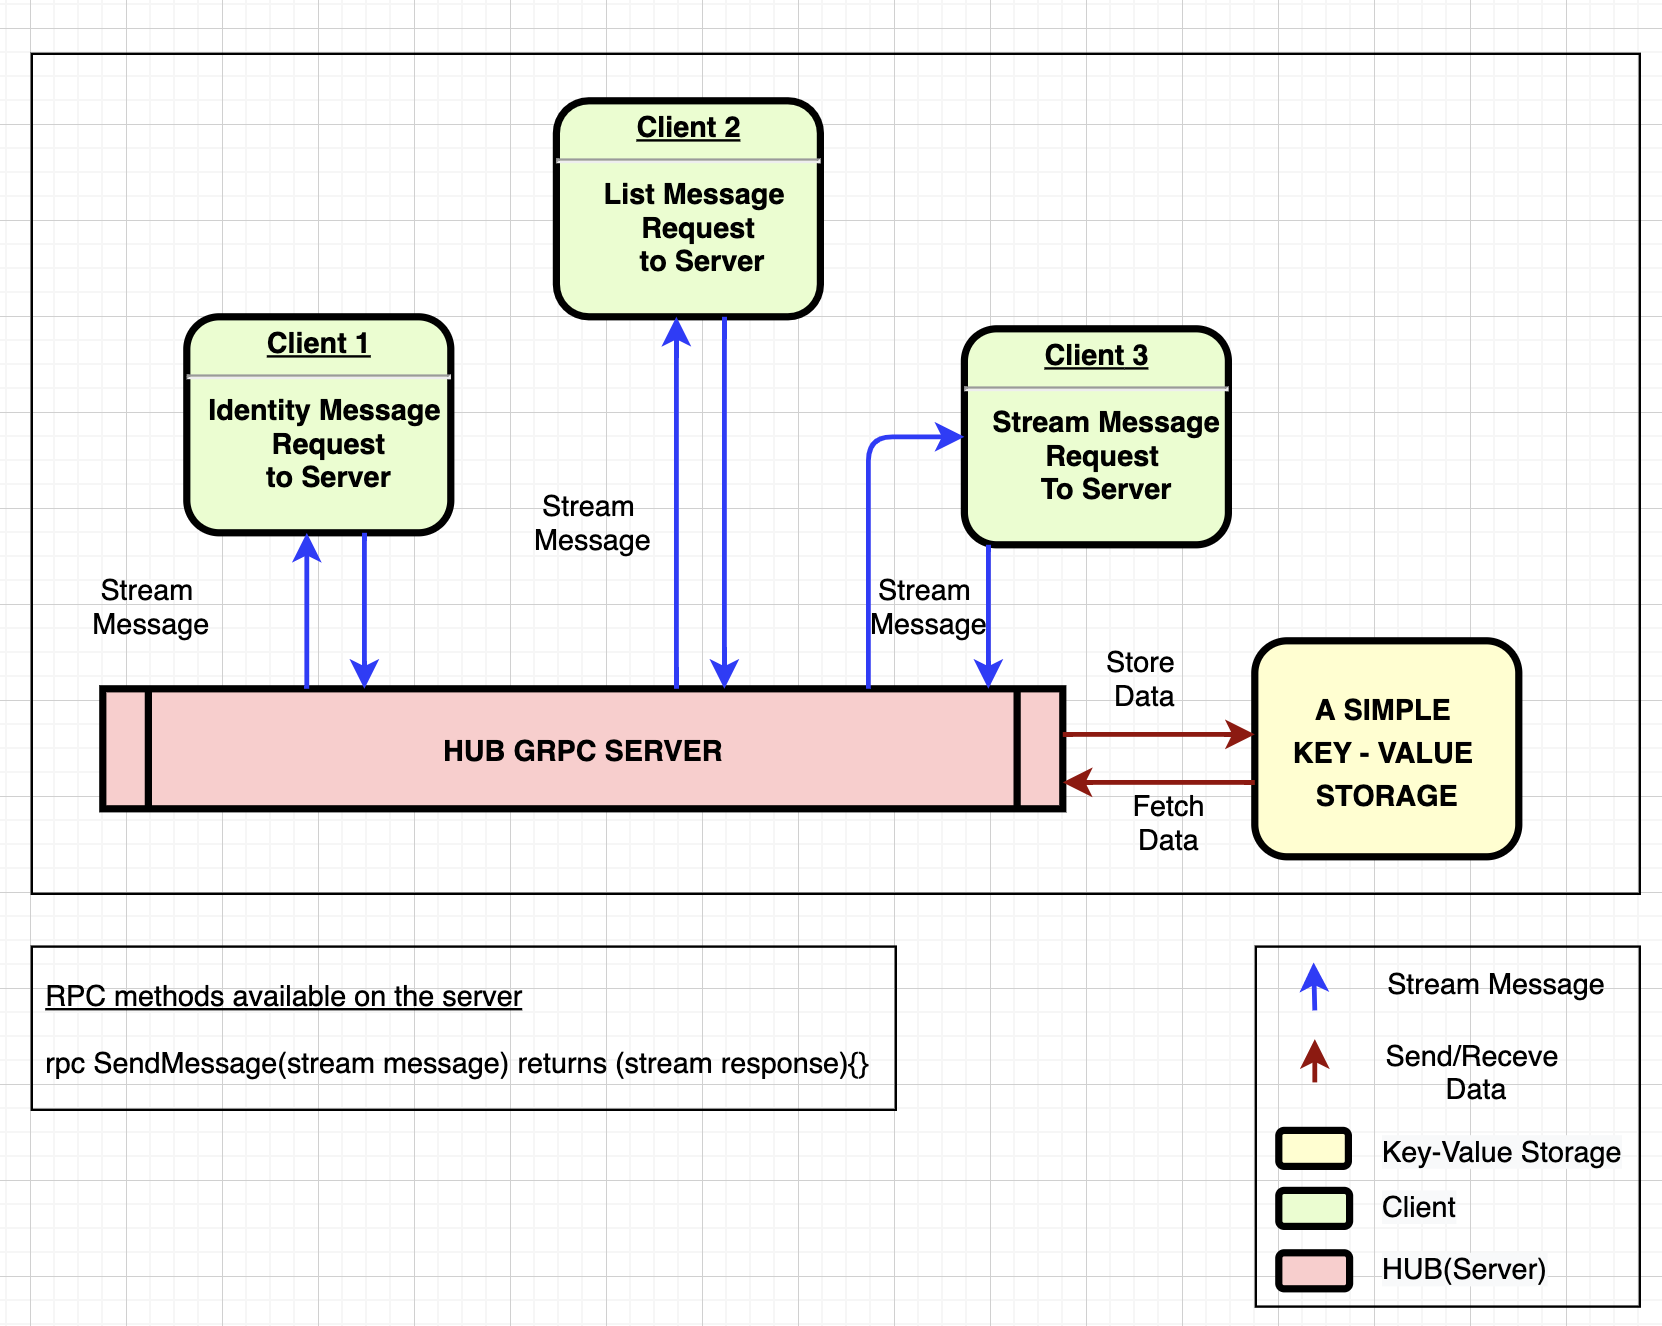 Client 2
List Message
Request
to Server
Client 1
Identity Message
Request
to Server
Client 3
Stream Message
Request
To Server
Stream
Message
Stream
Message
Stream
Message
Store
Data
HUB GRPC SERVER
A SIMPLE
KEY - VALUE
STORAGE
Fetch
Data
RPC methods available on the server
rpc SendMessage(stream message) returns (stream response){}
Stream Message
Send/Receve
Data
Key-Value Storage
Client
HUB(Server)